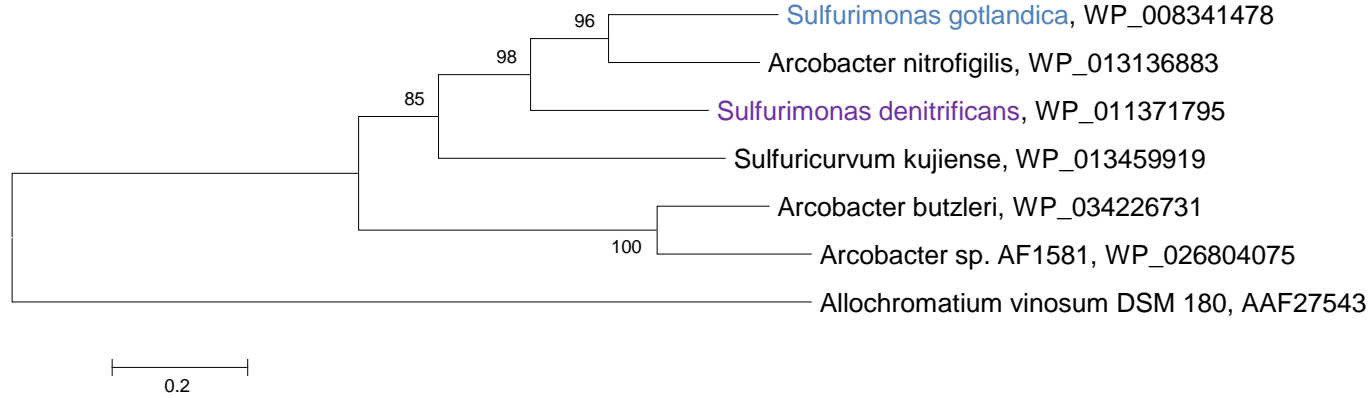 96
Sulfurimonas gotlandica, WP_008341478
98
Arcobacter nitrofigilis, WP_013136883
85
Sulfurimonas denitrificans, WP_011371795
Sulfuricurvum kujiense, WP_013459919
Arcobacter butzleri, WP_034226731
100
Arcobacter sp. AF1581, WP_026804075
Allochromatium vinosum DSM 180, AAF27543
0.2